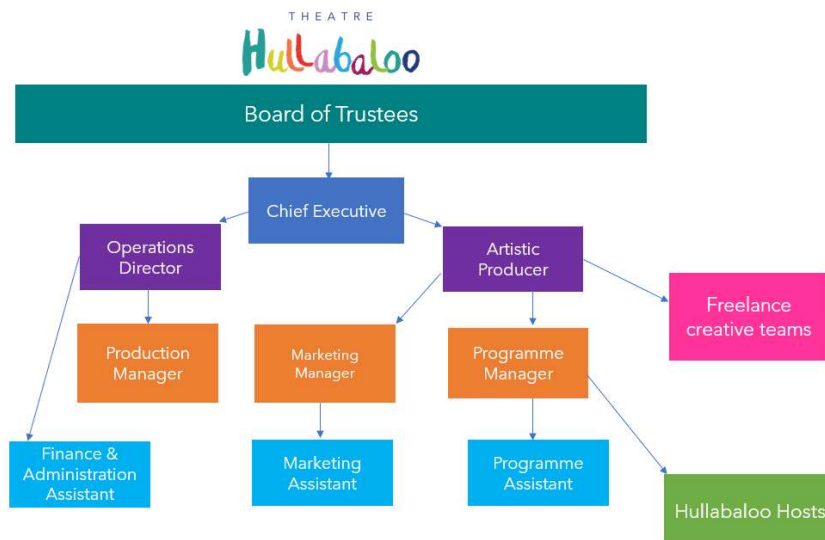 THEATRE
Hullabaloo
Board of Trustees
Chief Executive
Operations
Director
Artistic
Producer
Freelance
creative teams
Production
Manager
Marketing
Manager
Programme
Manager
Finance &
Administration
Assistant
Marketing
Assistant
Programme
Assistant
Hullabaloo Hosts